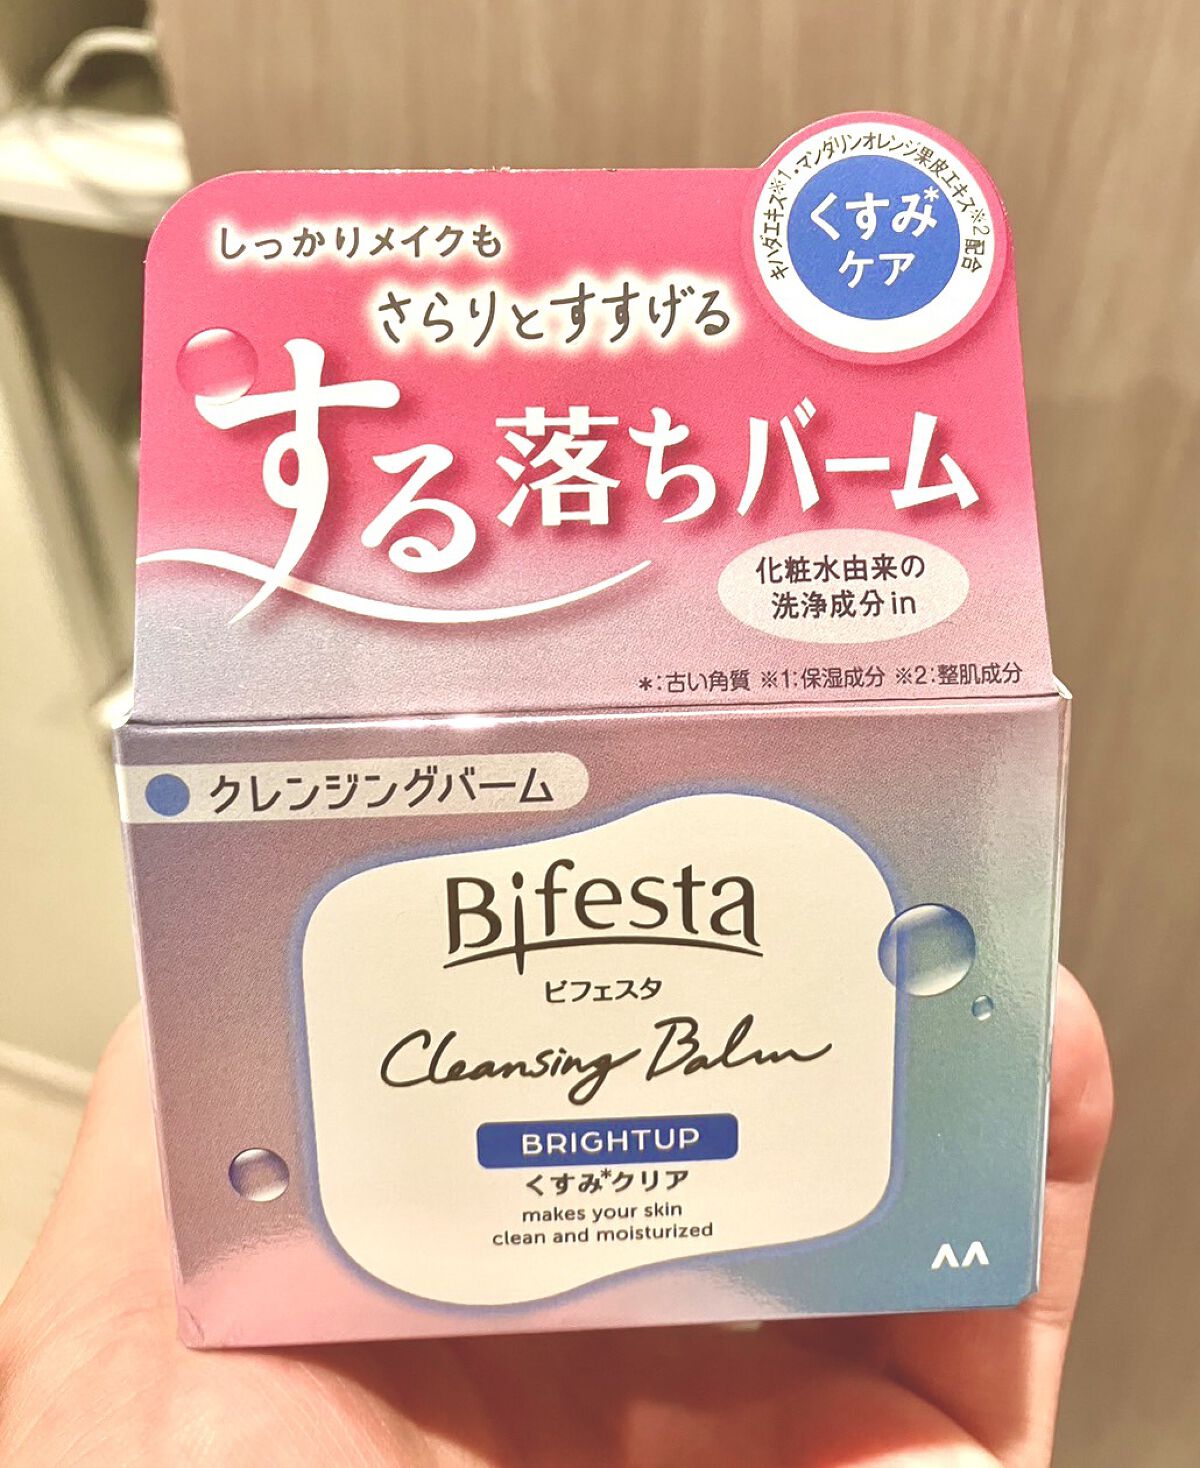 キハダエキス※1・マンダリンオレンジ果皮エキス※2配合
くすみ*
ケア
しっかりメイクも
さらりとすすげる
する落ちバーム
化粧水由来の
洗浄成分in
*:古い角質 ※1:保湿成分 ※2:整肌成分
クレンジングバーム
Bifesta
ビフェスタ
Cleansing Balm
BRIGHTUP
くすみ*クリア
makes your skin
clean and moisturized